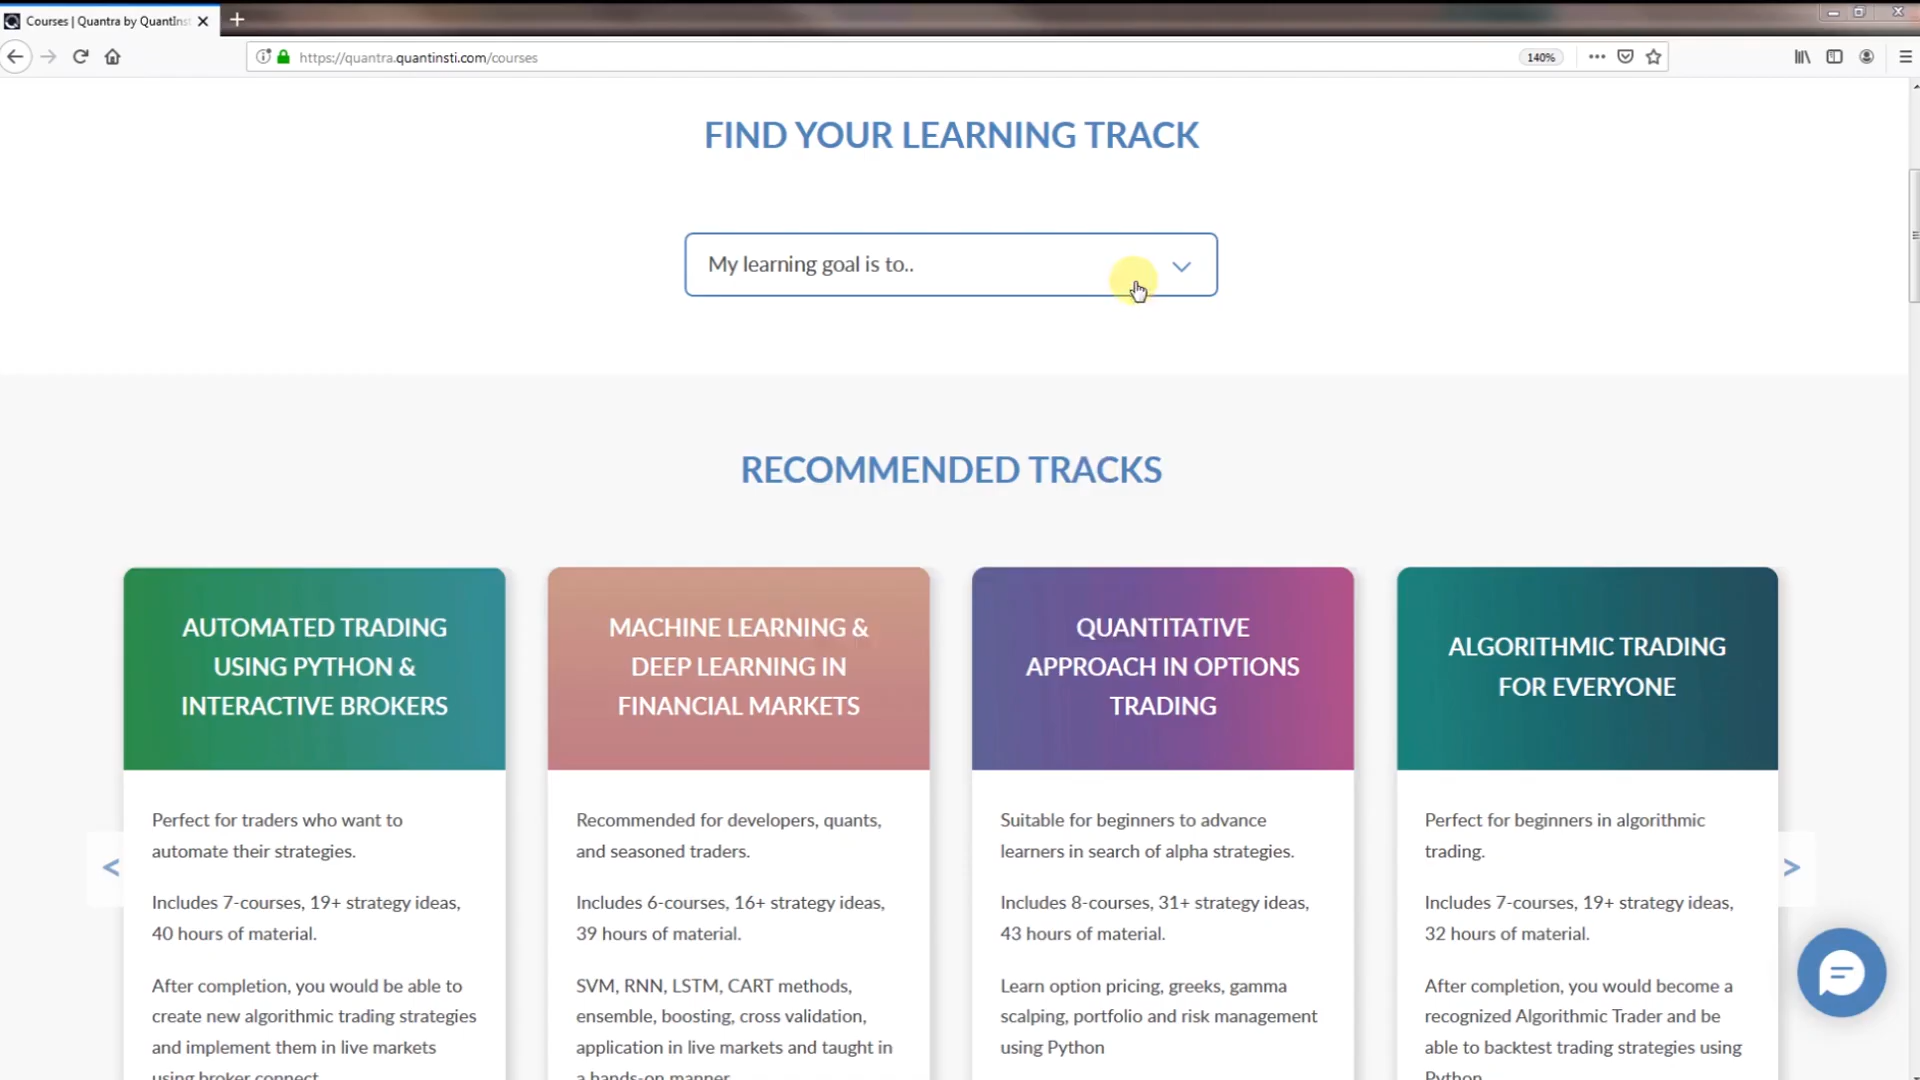 Courses | Quantra by QuantInst
https://quantra.quantinsti.com/courses
140%
FIND YOUR LEARNING TRACK
My learning goal is to..
RECOMMENDED TRACKS
AUTOMATED TRADING
USING PYTHON &
INTERACTIVE BROKERS
Perfect for traders who want to
automate their strategies.
Includes 7-courses, 19+ strategy ideas,
40 hours of material.
After completion, you would be able to
create new algorithmic trading strategies
and implement them in live markets
using broker connect
MACHINE LEARNING &
DEEP LEARNING IN
FINANCIAL MARKETS
Recommended for developers, quants,
and seasoned traders.
Includes 6-courses, 16+ strategy ideas,
39 hours of material.
SVM, RNN, LSTM, CART methods,
ensemble, boosting, cross validation,
application in live markets and taught in
a hands-on manner
QUANTITATIVE
APPROACH IN OPTIONS
TRADING
Suitable for beginners to advance
learners in search of alpha strategies.
Includes 8-courses, 31+ strategy ideas,
43 hours of material.
Learn option pricing, greeks, gamma
scalping, portfolio and risk management
using Python
ALGORITHMIC TRADING
FOR EVERYONE
Perfect for beginners in algorithmic
trading.
Includes 7-courses, 19+ strategy ideas,
32 hours of material.
After completion, you would become a
recognized Algorithmic Trader and be
able to backtest trading strategies using
Python